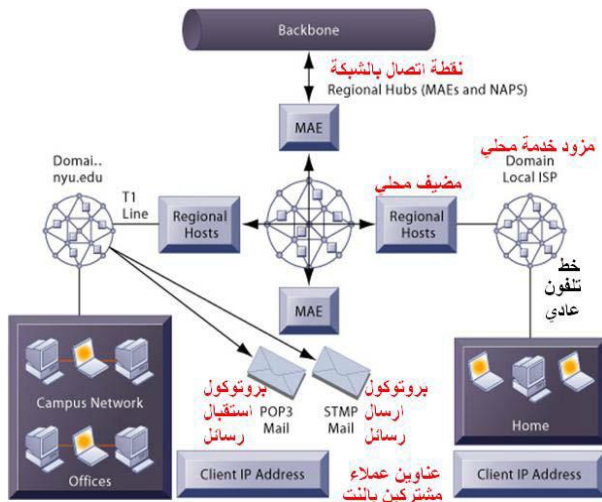 Backbone
نقطة اتصال بالشبكة
Regional Hubs (MAEs and NAPS)
MAE
مزود خدمة محلي
Domai..
nyu.edu
Domain
Local ISP
T1
Line
Regional
Hosts
مضيف محلي
Regional
Hosts
MAE
خط
تلفون
عادي
Campus Network
Offices
بروتوكول
استقبال
رسائل
POP3
Mail
STMP
Mail
بروتوكول
ارسال
رسائل
Home
Client IP Address
عناوين عملاء
مشتركين بالنت
Client IP Address